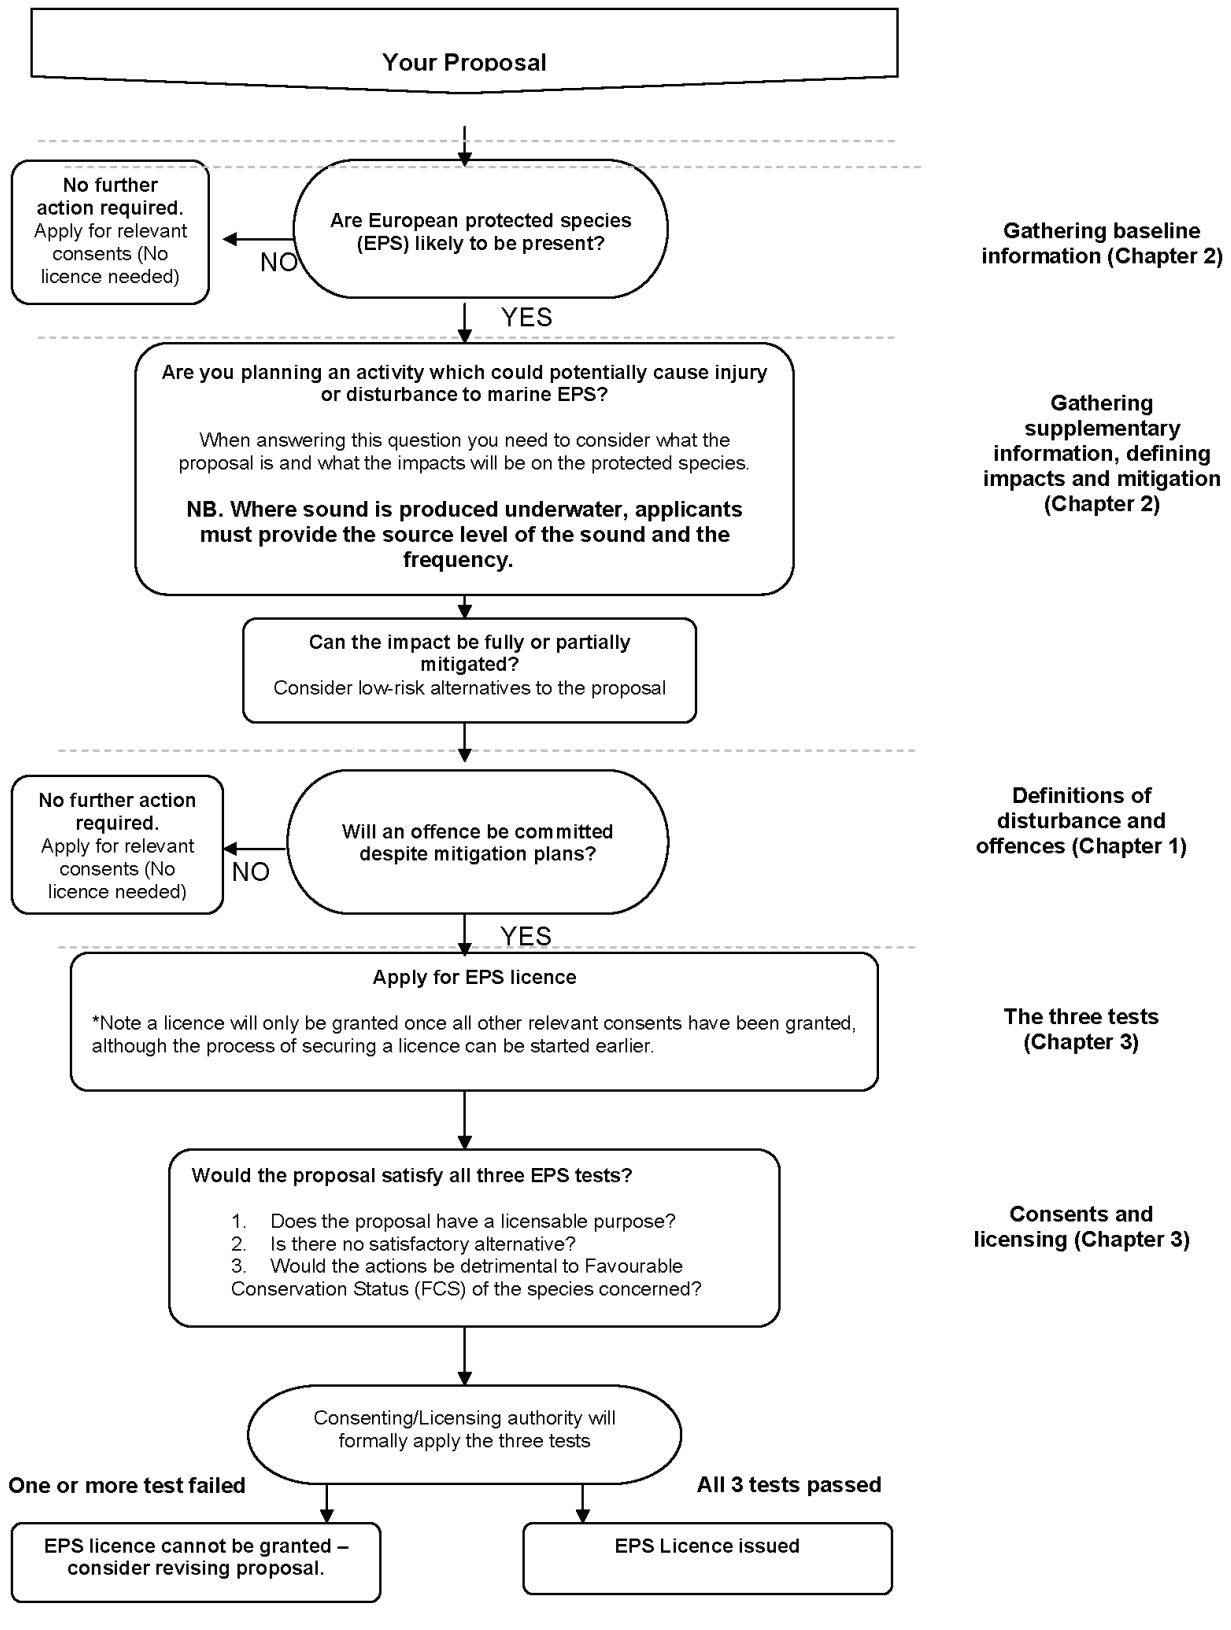 Your Proposal
No further
action required.
Apply for relevant
consents (No
licence needed)
NO
Are European protected species
(EPS) likely to be present?
Gathering baseline
information (Chapter 2)
YES
Are you planning an activity which could potentially cause injury
or disturbance to marine EPS?
When answering this question you need to consider what the
proposal is and what the impacts will be on the protected species.
NB. Where sound is produced underwater, applicants
must provide the source level of the sound and the
frequency.
Gathering
supplementary
information, defining
impacts and mitigation
(Chapter 2)
Can the impact be fully or partially
mitigated?
Consider low-risk alternatives to the proposal
No further action
required.
Apply for relevant
consents (No
licence needed)
NO
Will an offence be committed
despite mitigation plans?
Definitions of
disturbance and
offences (Chapter 1)
YES
Apply for EPS licence
*Note a licence will only be granted once all other relevant consents have been granted,
although the process of securing a licence can be started earlier.
The three tests
(Chapter 3)
Would the proposal satisfy all three EPS tests?
1. Does the proposal have a licensable purpose?
2. Is there no satisfactory alternative?
3. Would the actions be detrimental to Favourable
Conservation Status (FCS) of the species concerned?
Consents and
licensing (Chapter 3)
Consenting/Licensing authority will
formally apply the three tests
One or more test failed
All 3 tests passed
EPS licence cannot be granted –
consider revising proposal.
EPS Licence issued